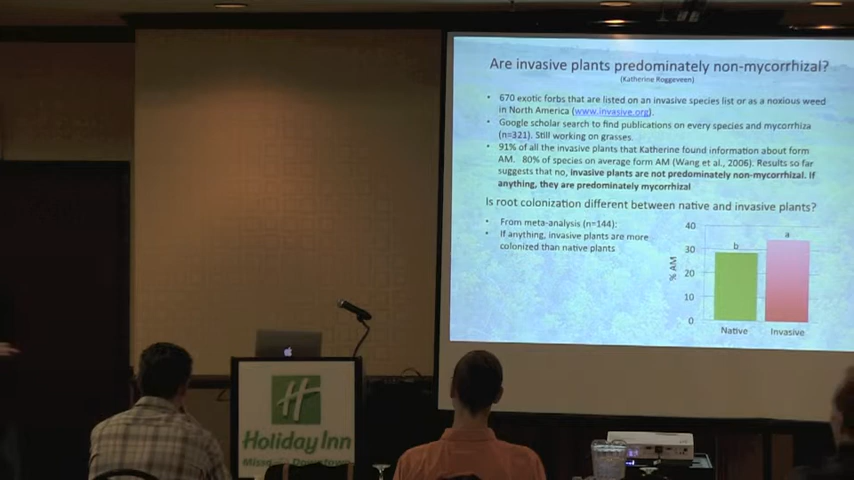 Are invasive plants predominately non-mycorrhizal?
(Katherine Roggeveen)
• 670 exotic forbs that are listed on an invasive species list or as a noxious weed
in North America (www.invasive.org).
• Google scholar search to find publications on every species and mycorrhiza
(n=321). Still working on grasses.
• 91% of all the invasive plants that Katherine found information about form
AM. 80% of species on average form AM (Wang et al., 2006). Results so far
suggests that no, invasive plants are not predominately non-mycorrhizal. If
anything, they are predominately mycorrhizal
Is root colonization different between native and invasive plants?
• From meta-analysis (n=144):
• If anything, invasive plants are more
colonized than native plants
% AM
40
30
20
10
0
b
a
Native
Invasive
H
Holiday Inn
Downtown